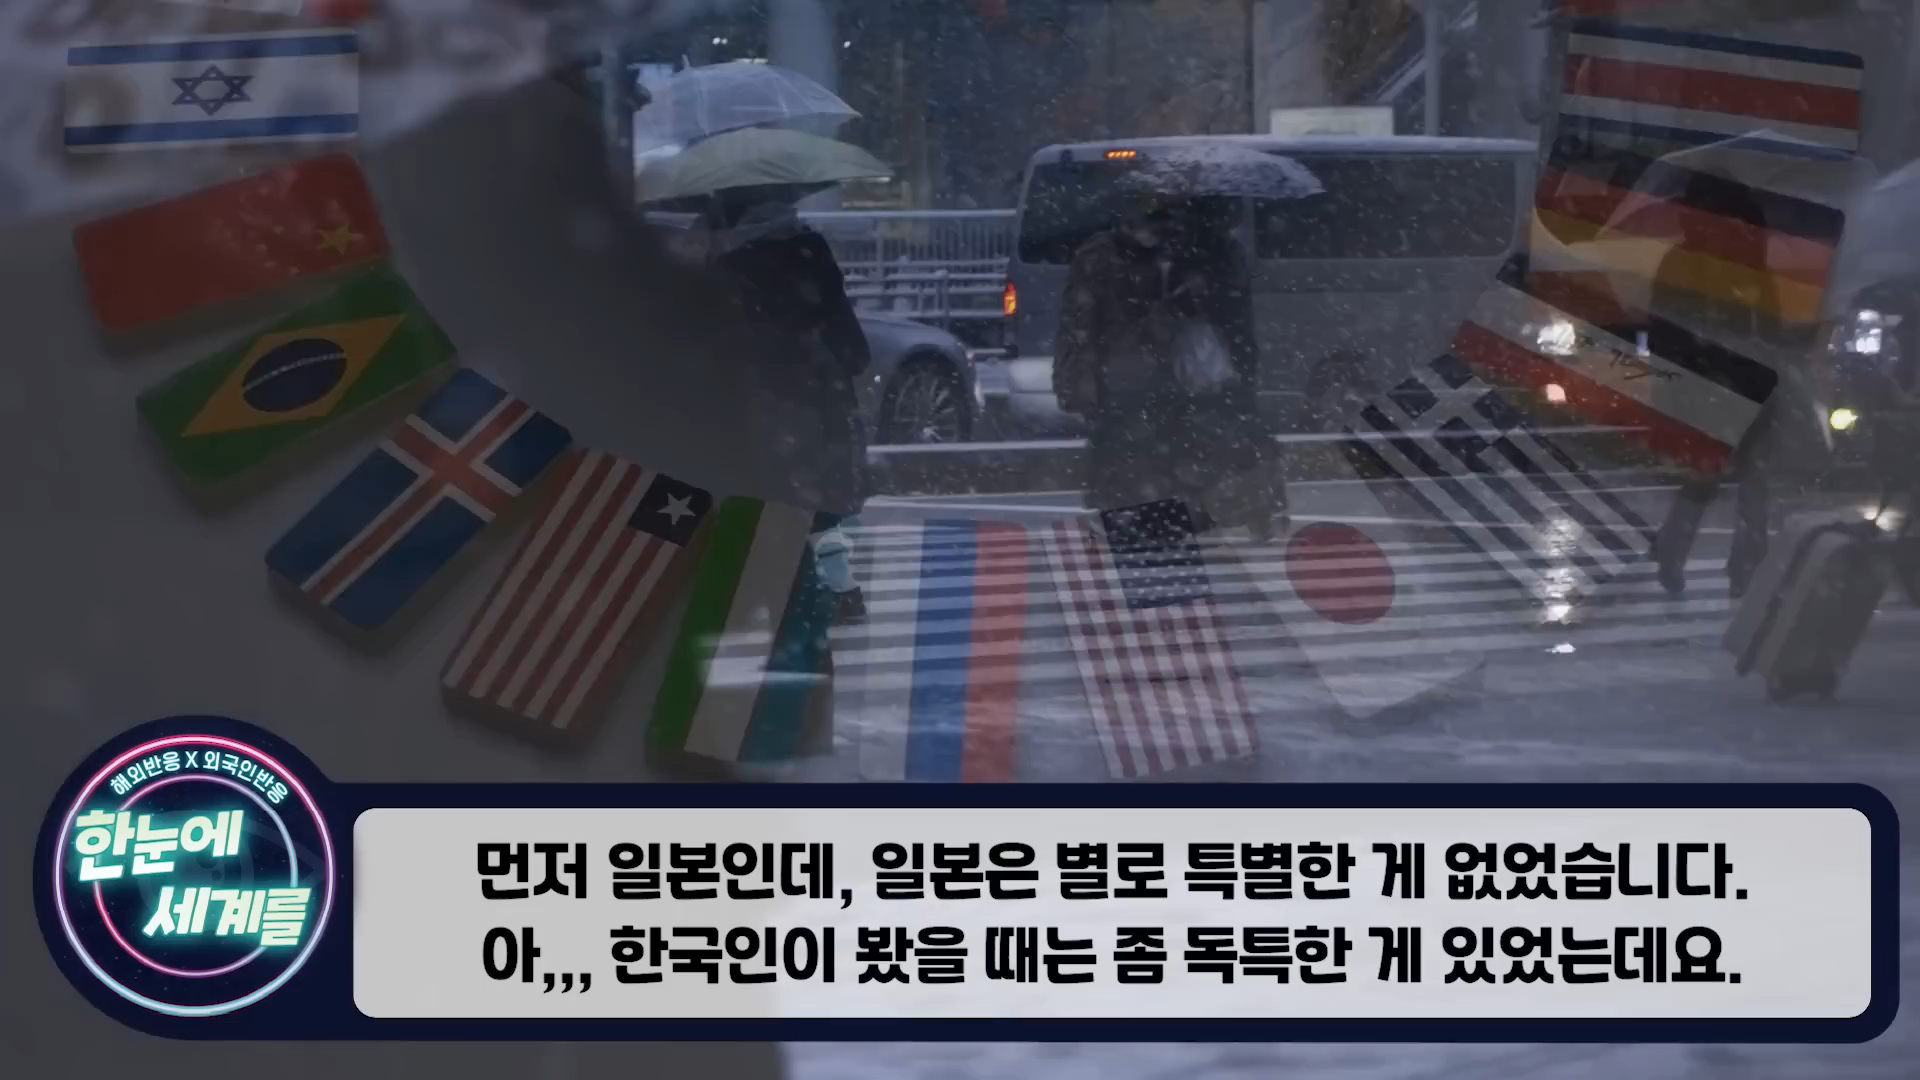 해외반응 X 외국인반응
한눈에
세계를
먼저 일본인데, 일본은 별로 특별한 게 없었습니다.
아,,, 한국인이 봤을 때는 좀 독특한 게 있었는데요.